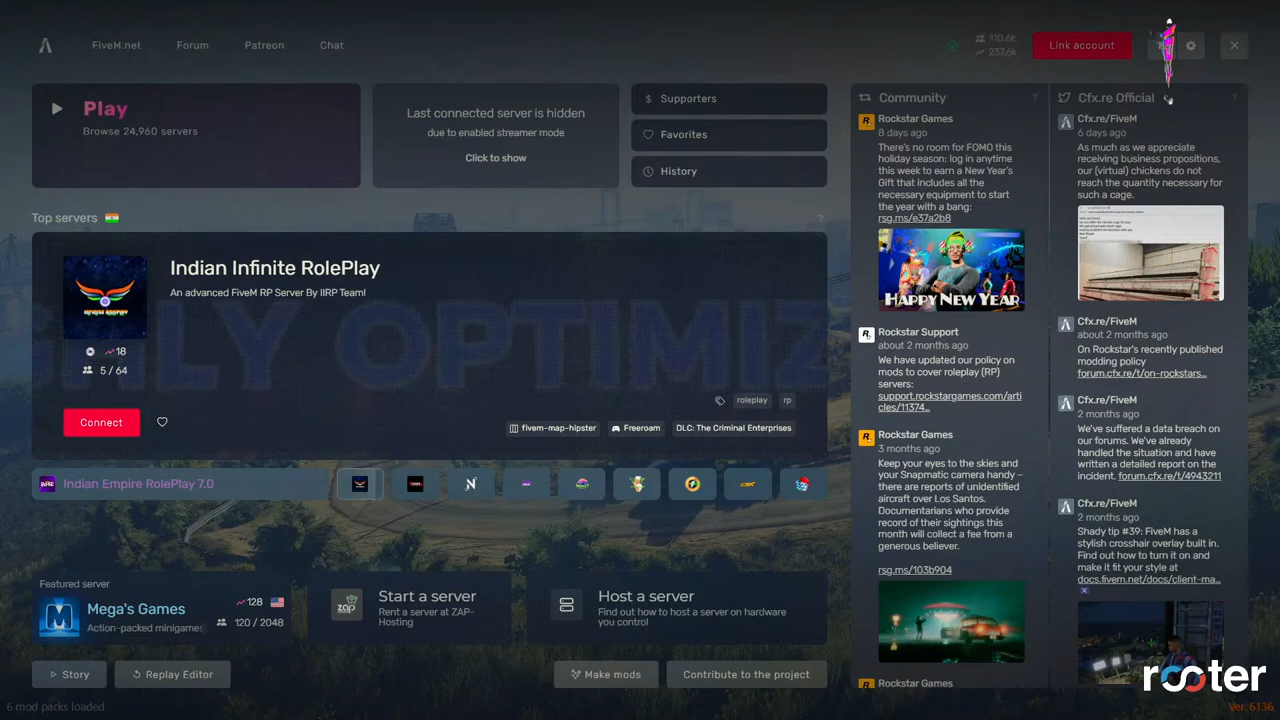 FiveM.net
Forum
Patreon
Chat
110.6k
237.6k
Link account
1
Play
Browse 24,960 servers
Last connected server is hidden
due to enabled streamer mode
Click to show
$ Supporters
Favorites
History
Top servers
Indian Infinite RolePlay
An advanced FiveM RP Server By IIRP Team!
INFINITE ROLEPLAY
GHLY OPTIMIZ
18
5 / 64
roleplay
rp
Connect
fivem-map-hipster
Freeroam
DLC: The Criminal Enterprises
Indian Empire RolePlay 7.0
Featured server
Mega's Games
Action-packed minigame
128
120 / 2048
ZAP
Start a server
Rent a server at ZAP-
Hosting
Host a server
Find out how to host a server on hardware
you control
Story
Replay Editor
Make mods
Contribute to the project
6 mod packs loaded
Community
?
Rockstar Games
8 days ago
There's no room for FOMO this
holiday season: log in anytime
this week to earn a New Year's
Gift that includes all the
necessary equipment to start
the year with a bang:
rsg.ms/e37a2b8
HAPPY NEW YEAR
Rockstar Support
about 2 months ago
We have updated our policy on
mods to cover roleplay (RP)
servers:
support.rockstargames.com/arti
cles/11374…
Rockstar Games
3 months ago
Keep your eyes to the skies and
your Snapmatic camera handy –
there are reports of unidentified
aircraft over Los Santos.
Documentarians who provide
record of their sightings this
month will collect a fee from a
generous believer.
rsg.ms/103b904
Rockstar Games
Cfx.re Official
?
Cfx.re/FiveM
6 days ago
As much as we appreciate
receiving business propositions,
our (virtual) chickens do not
reach the quantity necessary for
such a cage.
Cfx.re/FiveM
about 2 months ago
On Rockstar's recently published
modding policy
forum.cfx.re/t/on-rockstars…
Cfx.re/FiveM
2 months ago
We've suffered a data breach on
our forums. We've already
handled the situation and have
written a detailed report on the
incident. forum.cfx.re/t/4943211
Cfx.re/FiveM
2 months ago
Shady tip #39: FiveM has a
stylish crosshair overlay built in.
Find out how to turn it on and
make it fit your style at
docs.fivem.net/docs/client-ma…
rooter
Ver. 6136